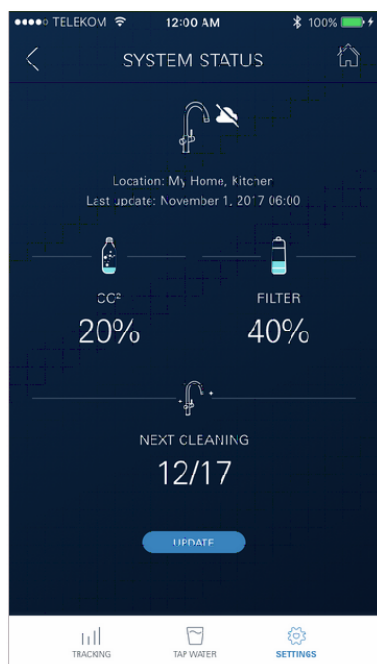 TELEKOM 12:00 AM 100%
SYSTEM STATUS
Location: My Home, Kitchen
Last update: November 1, 2017 06:00
CO² FILTER
20% 40%
NEXT CLEANING
12/17
UPDATE
TRACKING TAP WATER SETTINGS